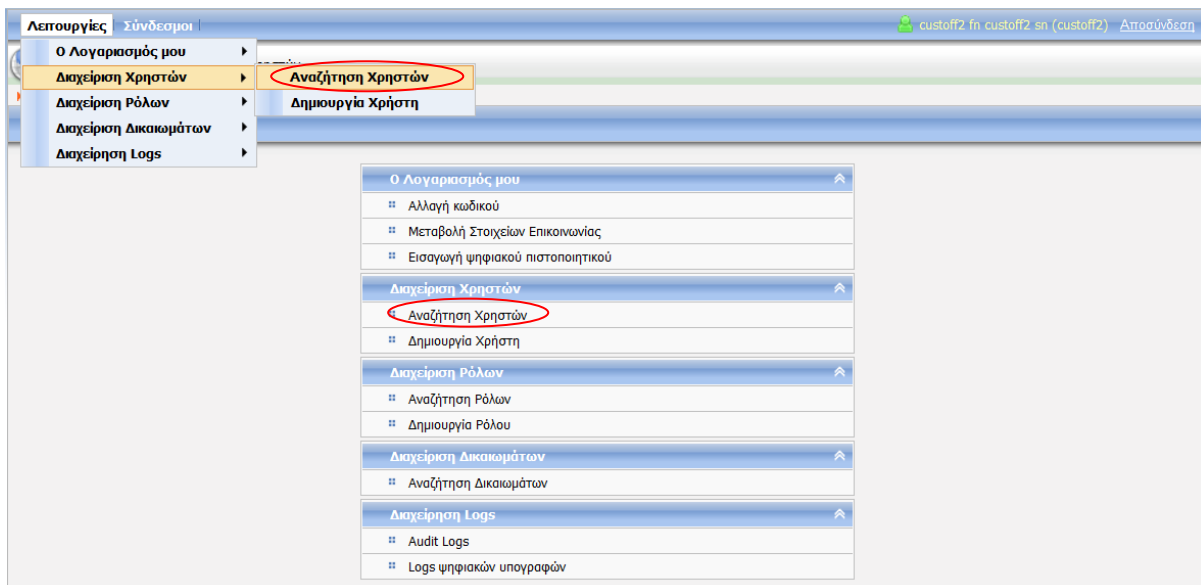 Λειτουργίες Σύνδεσμοι custoff2 fn custoff2 sn (custoff2) Αποσύνδεση
Ο Λογαριασμός μου
Διαχείριση Χρηστών
Αναζήτηση Χρηστών
Διαχείριση Ρόλων
Δημιουργία Χρήστη
Διαχείριση Δικαιωμάτων
Διαχείρηση Logs
Ο Λογαριασμός μου
Αλλαγή κωδικού
Μεταβολή Στοιχείων Επικοινωνίας
Εισαγωγή ψηφιακού πιστοποιητικού
Διαχείριση Χρηστών
Αναζήτηση Χρηστών
Δημιουργία Χρήστη
Διαχείριση Ρόλων
Αναζήτηση Ρόλων
Δημιουργία Ρόλου
Διαχείριση Δικαιωμάτων
Αναζήτηση Δικαιωμάτων
Διαχείρηση Logs
Audit Logs
Logs ψηφιακών υπογραφών